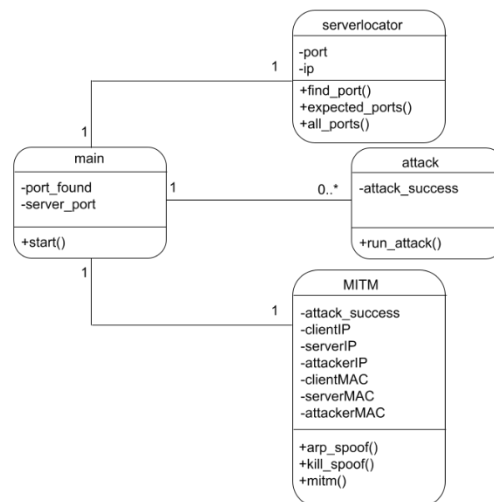 serverlocator
-port
-ip
+find_port()
+expected_ports()
+all_ports()
1
1
main
-port_found
-server_port
+start()
1
0..*
attack
-attack_success
+run_attack()
1
1
MITM
-attack_success
-clientIP
-serverIP
-attackerIP
-clientMAC
-serverMAC
-attackerMAC
+arp_spoof()
+kill_spoof()
+mitm()